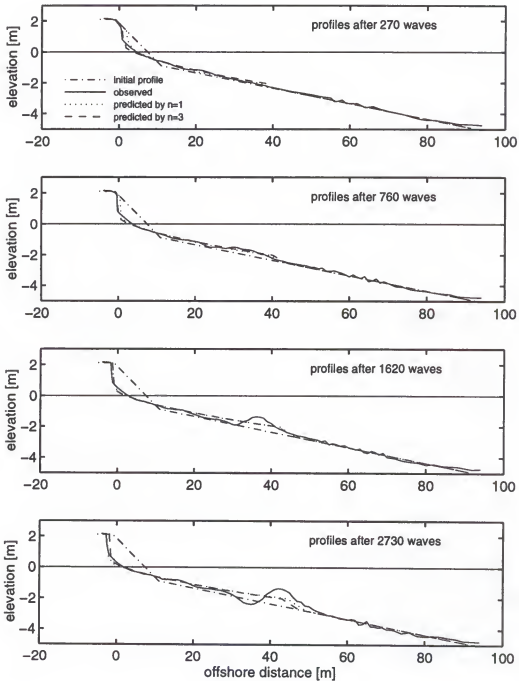 profiles after 270 waves
elevation [m]
2
0
−2
−4
initial profile
observed
predicted by n=1
predicted by n=3
−20 0 20 40 60 80 100
profiles after 760 waves
elevation [m]
2
0
−2
−4
−20 0 20 40 60 80 100
profiles after 1620 waves
elevation [m]
2
0
−2
−4
−20 0 20 40 60 80 100
profiles after 2730 waves
elevation [m]
2
0
−2
−4
−20 0 20 40 60 80 100
offshore distance [m]